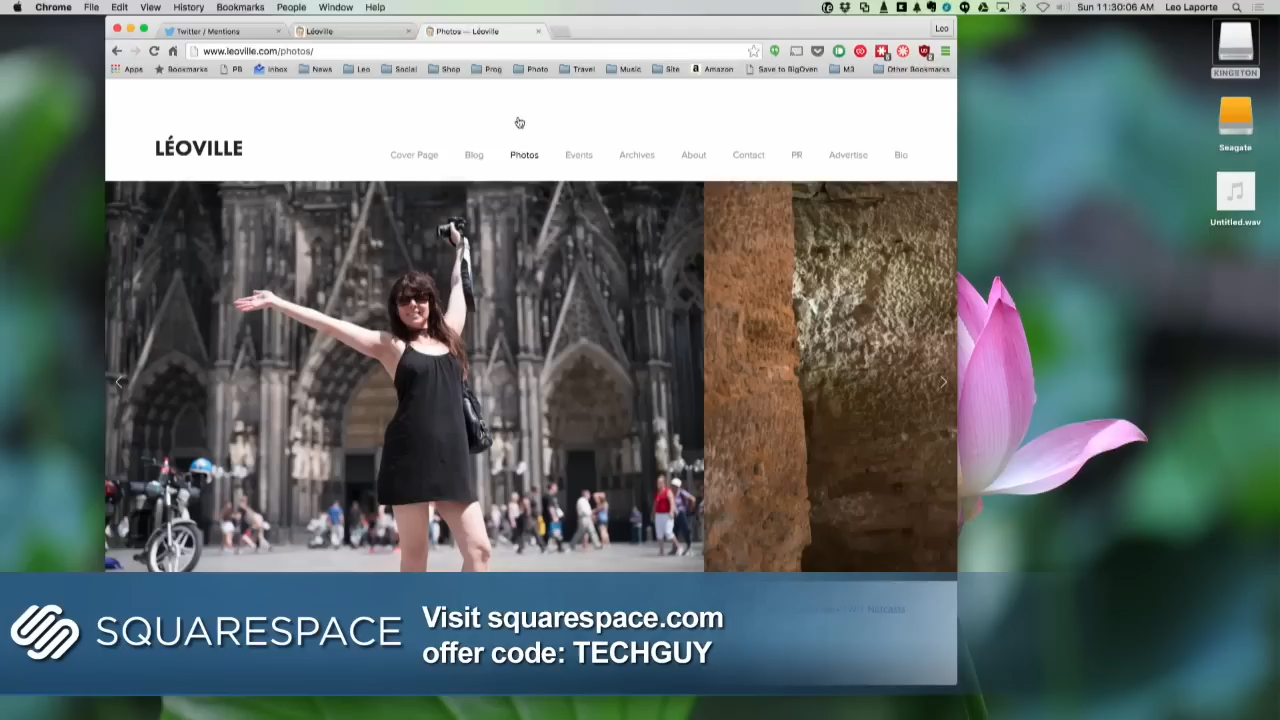 Chrome File Edit View History Bookmarks People Window Help
Sun 11:30:06 AM Leo Laporte
Twitter / Mentions
Léoville
Photos — Léoville
Leo
www.leoville.com/photos/
Apps Bookmarks PB Inbox News Leo Social Shop Prog Photo Travel Music Site Amazon Save to BigOven M3 Other Bookmarks
KINGSTON
Seagate
Untitled.wav
LÉOVILLE
Cover Page Blog Photos Events Archives About Contact PR Advertise Bio
SQUARESPACE
Visit squarespace.com
offer code: TECHGUY